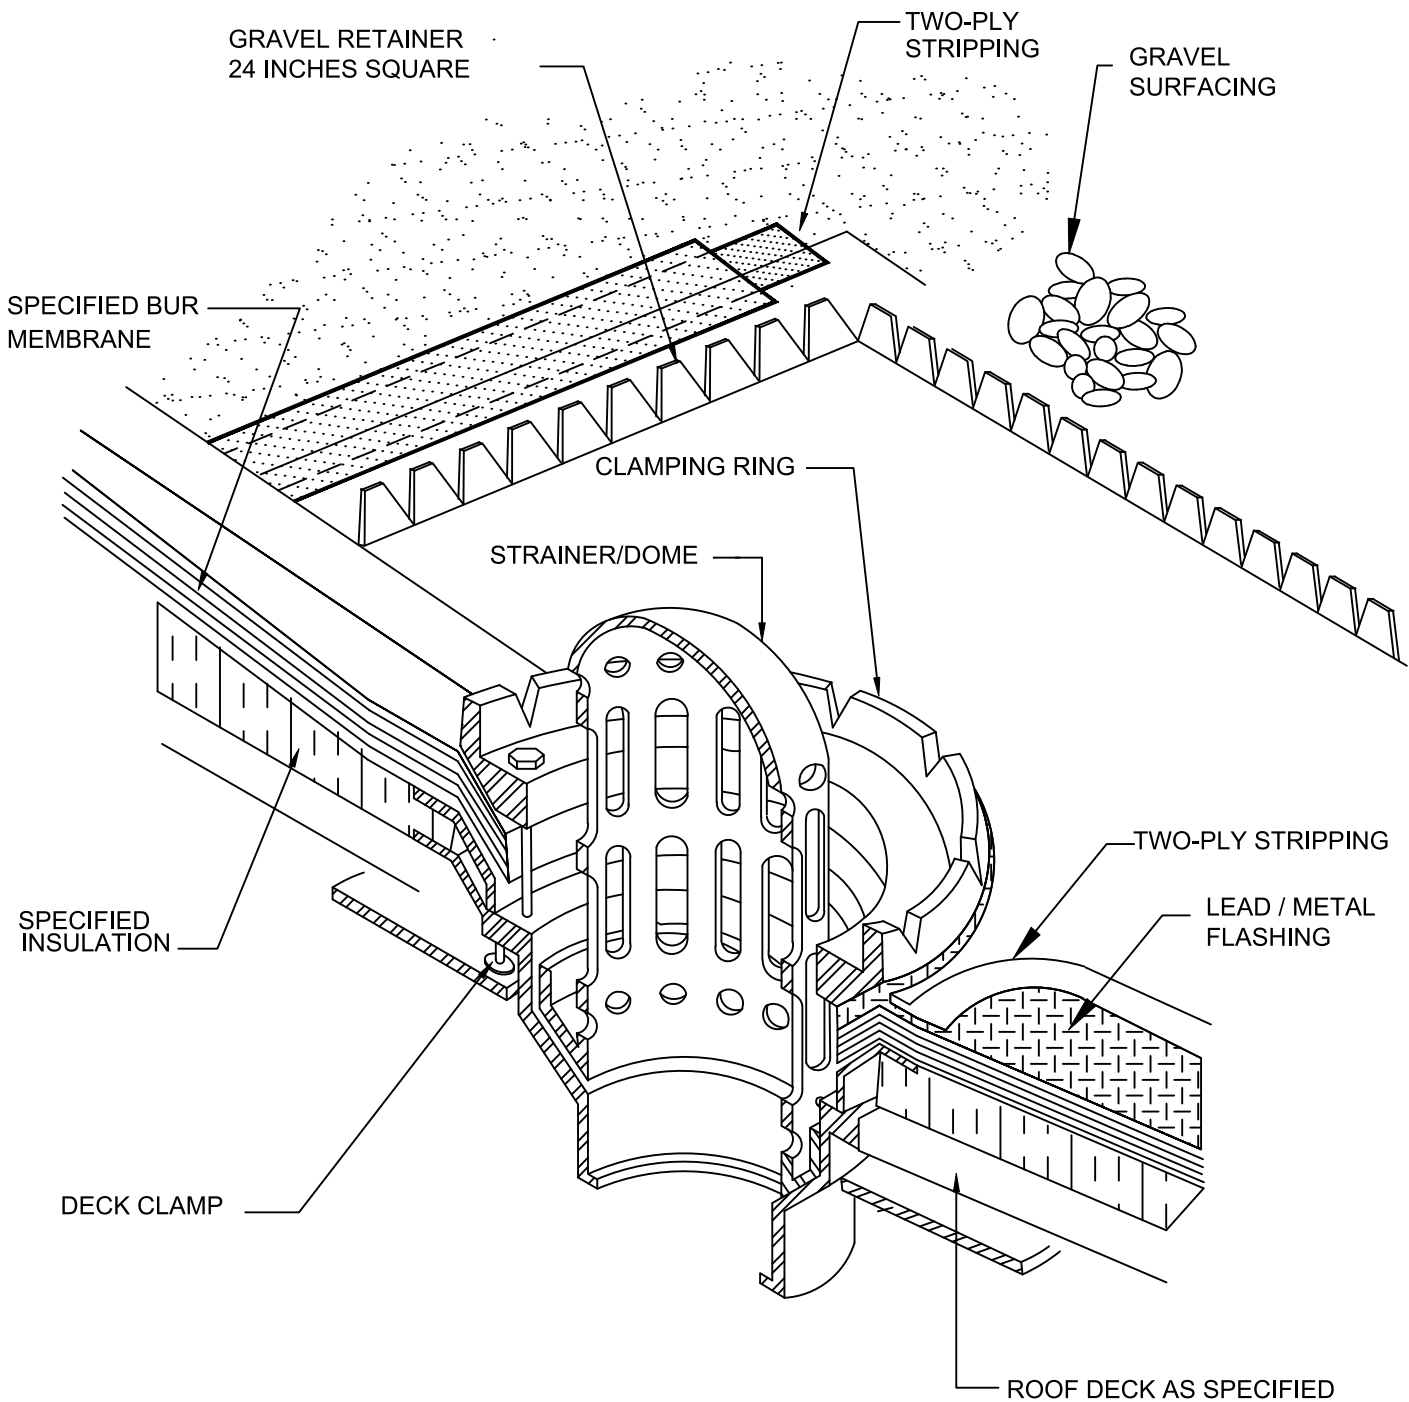 TWO-PLY
STRIPPING
GRAVEL RETAINER
24 INCHES SQUARE
GRAVEL
SURFACING
SPECIFIED BUR
MEMBRANE
CLAMPING RING
STRAINER/DOME
TWO-PLY STRIPPING
LEAD / METAL
FLASHING
SPECIFIED
INSULATION
DECK CLAMP
ROOF DECK AS SPECIFIED